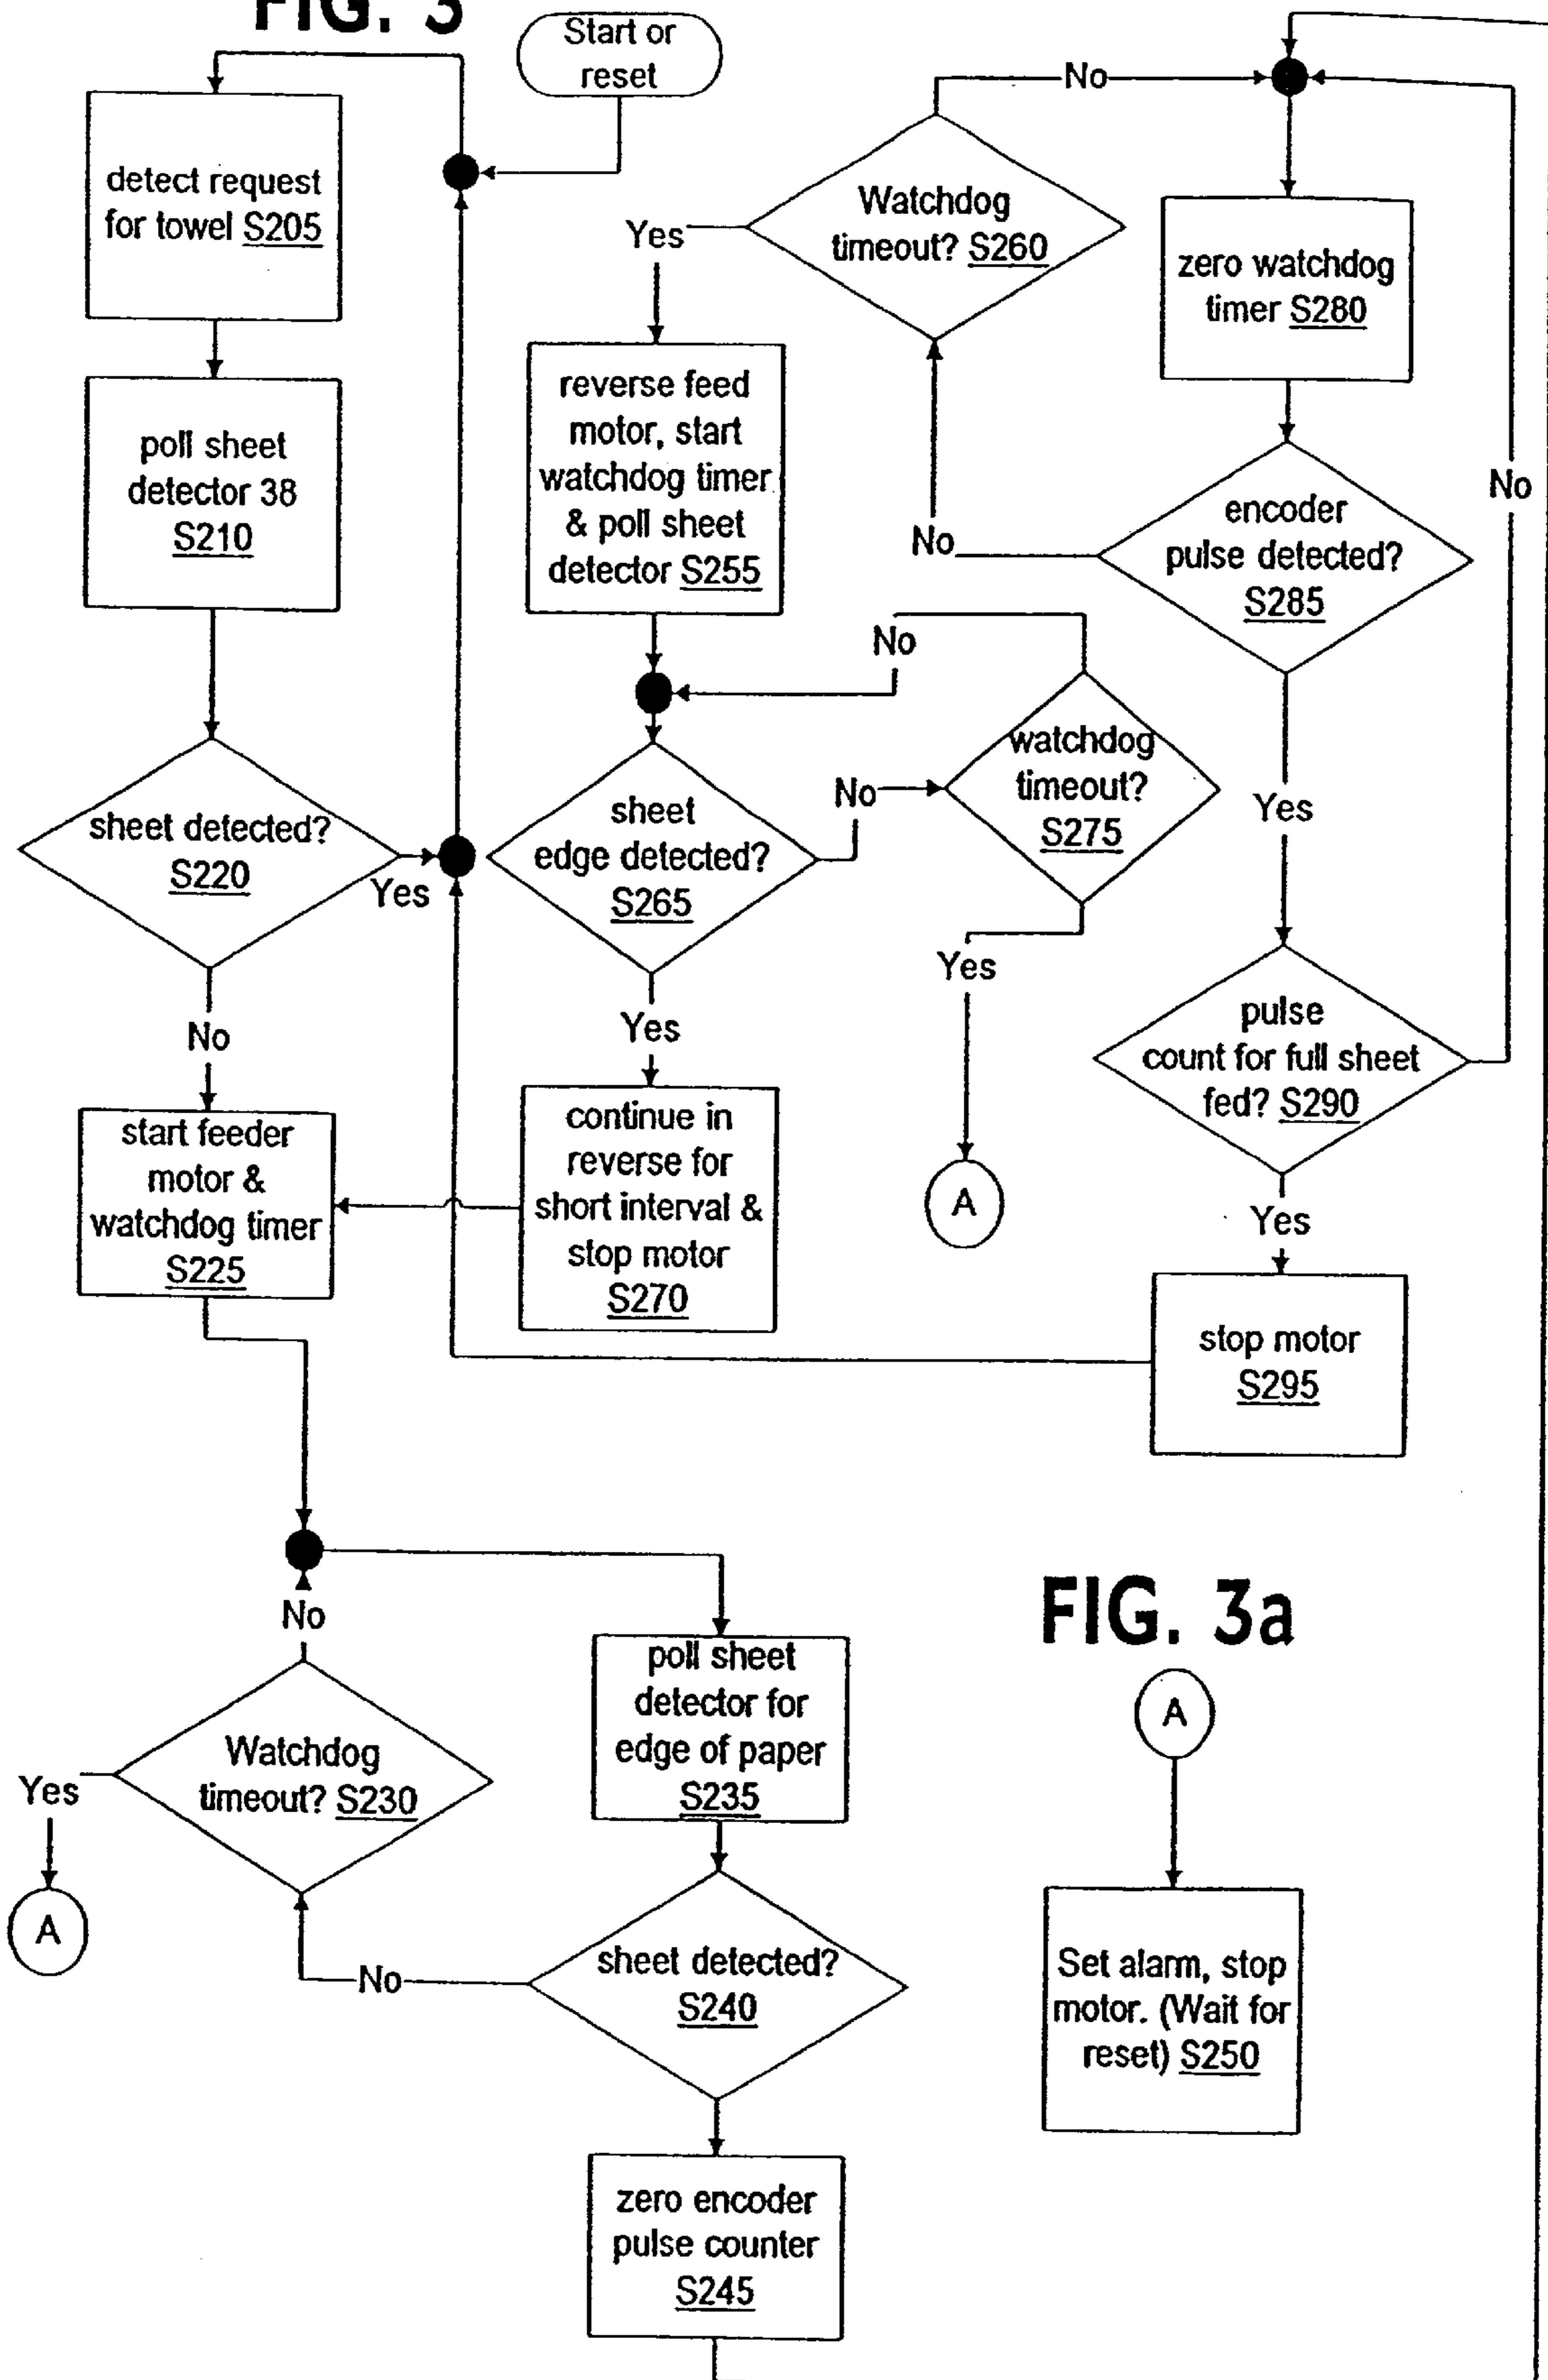 FIG. 3
Start or
reset
detect request
for towel S205
poll sheet
detector 38
S210
sheet detected?
S220
Yes
No
start feeder
motor &
watchdog timer
S225
No
Watchdog
timeout? S260
Yes
reverse feed
motor, start
watchdog timer
& poll sheet
detector S255
No
sheet
edge detected?
S265
No
watchdog
timeout?
S275
Yes
A
Yes
continue in
reverse for
short interval &
stop motor
S270
zero watchdog
timer S280
No
encoder
pulse detected?
S285
No
Yes
pulse
count for full sheet
fed? S290
Yes
stop motor
S295
No
Watchdog
timeout? S230
Yes
A
poll sheet
detector for
edge of paper
S235
sheet detected?
S240
No
zero encoder
pulse counter
S245
FIG. 3a
A
Set alarm, stop
motor. (Wait for
reset) S250